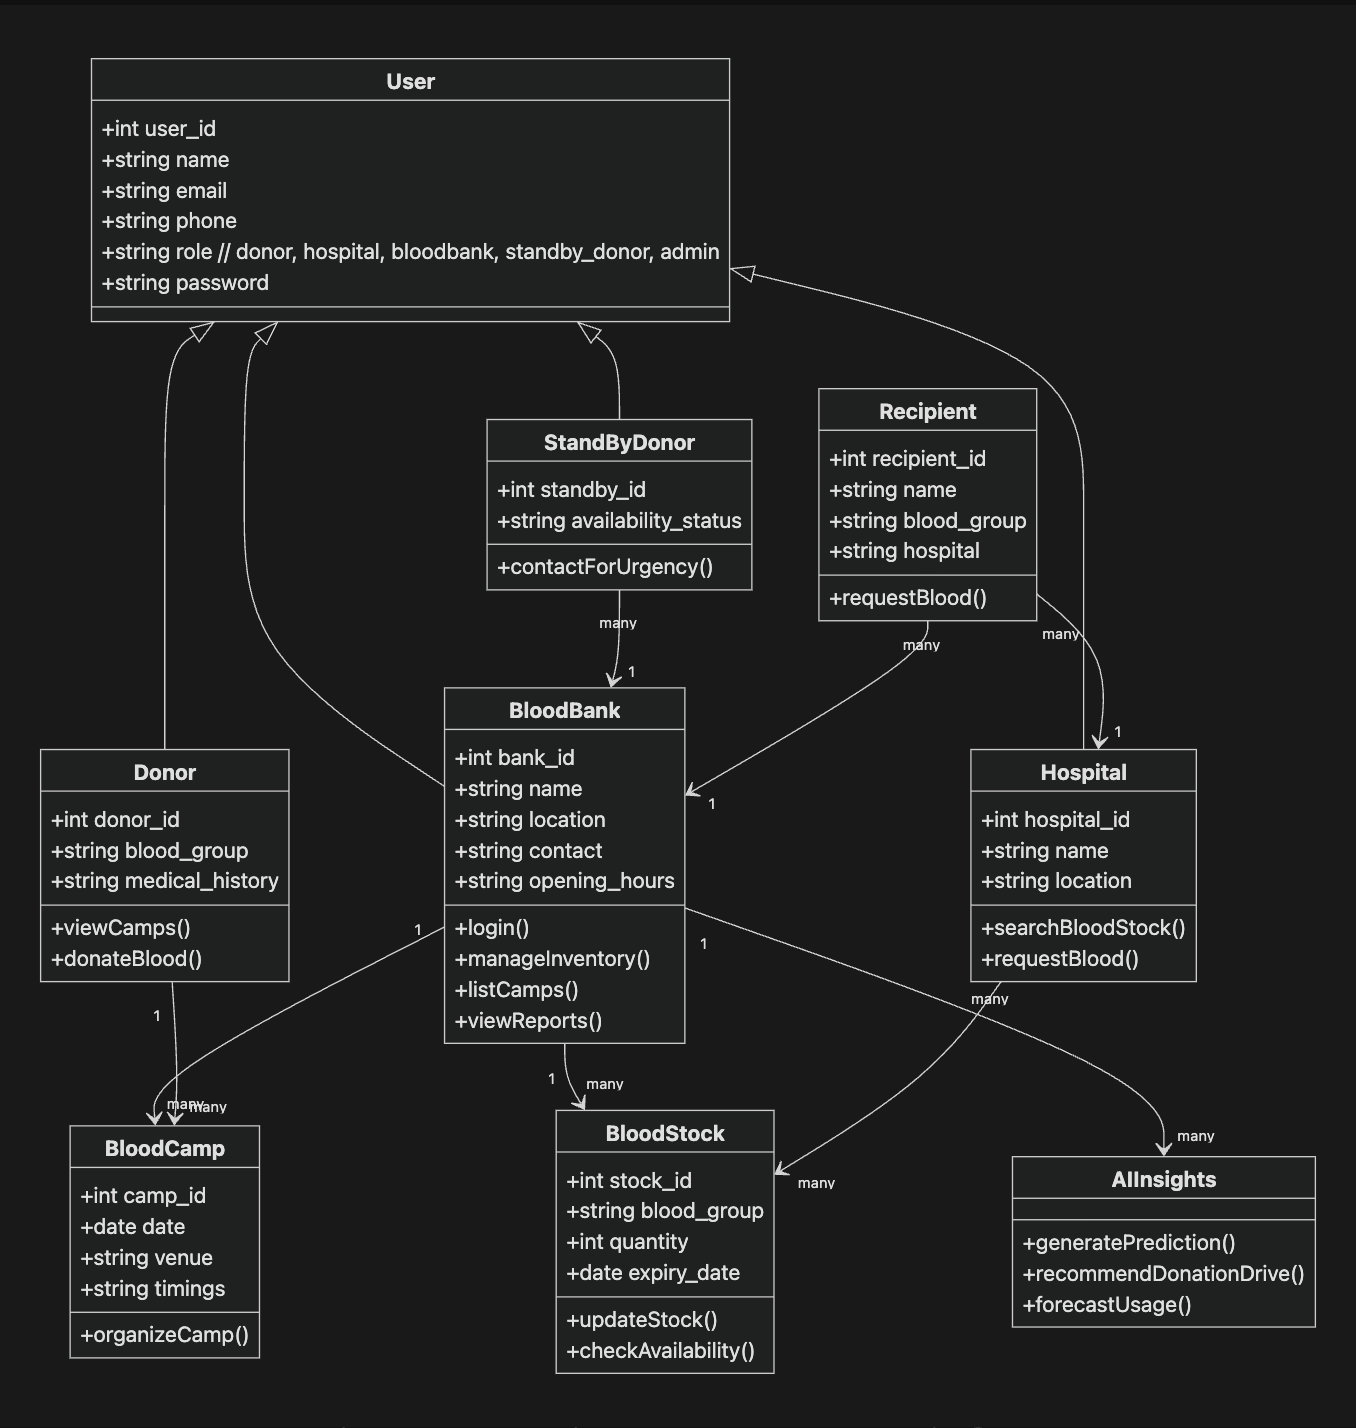 User
+int user_id
+string name
+string email
+string phone
+string role // donor, hospital, bloodbank, standby_donor, admin
+string password
StandByDonor
+int standby_id
+string availability_status
+contactForUrgency()
Recipient
+int recipient_id
+string name
+string blood_group
+string hospital
+requestBlood()
many
1
many
1
many
1
BloodBank
+int bank_id
+string name
+string location
+string contact
+string opening_hours
+login()
+manageInventory()
+listCamps()
+viewReports()
Donor
+int donor_id
+string blood_group
+string medical_history
+viewCamps()
+donateBlood()
Hospital
+int hospital_id
+string name
+string location
+searchBloodStock()
+requestBlood()
1
many
1
many
1
many
1
many
many
many
BloodCamp
+int camp_id
+date date
+string venue
+string timings
+organizeCamp()
BloodStock
+int stock_id
+string blood_group
+int quantity
+date expiry_date
+updateStock()
+checkAvailability()
AIInsights
+generatePrediction()
+recommendDonationDrive()
+forecastUsage()